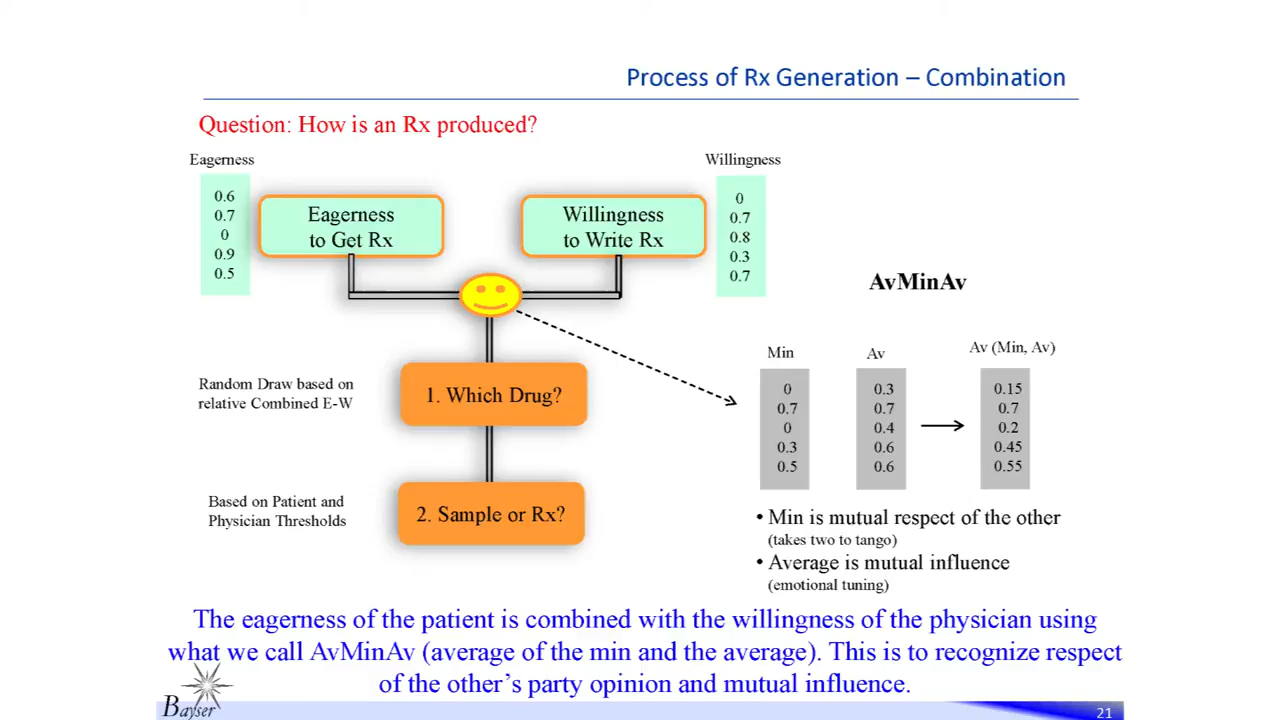 Process of Rx Generation – Combination
Question: How is an Rx produced?
Eagerness
0.6
0.7
0
0.9
0.5
Eagerness
to Get Rx
Willingness
to Write Rx
Willingness
0
0.7
0.8
0.3
0.7
AvMinAv
Random Draw based on
relative Combined E-W
1. Which Drug?
Based on Patient and
Physician Thresholds
2. Sample or Rx?
Min
0
0.7
0
0.3
0.5
Av
0.3
0.7
0.4
0.6
0.6
Av (Min, Av)
0.15
0.7
0.2
0.45
0.55
• Min is mutual respect of the other
(takes two to tango)
• Average is mutual influence
(emotional tuning)
The eagerness of the patient is combined with the willingness of the physician using
what we call AvMinAv (average of the min and the average). This is to recognize respect
of the other’s party opinion and mutual influence.
Bayser
21